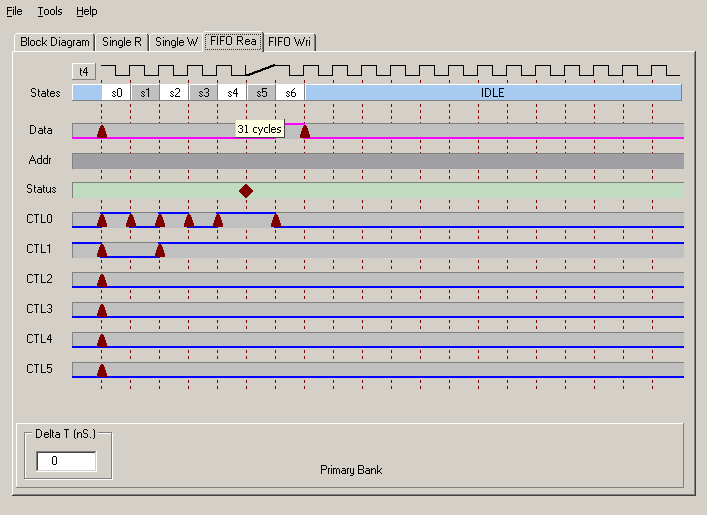 File Tools Help
Block Diagram Single R Single W FIFO Rea FIFO Wri
t4
States s0 s1 s2 s3 s4 s5 s6 IDLE
Data 31 cycles
Addr
Status
CTL0
CTL1
CTL2
CTL3
CTL4
CTL5
Delta T (nS.)
0
Primary Bank